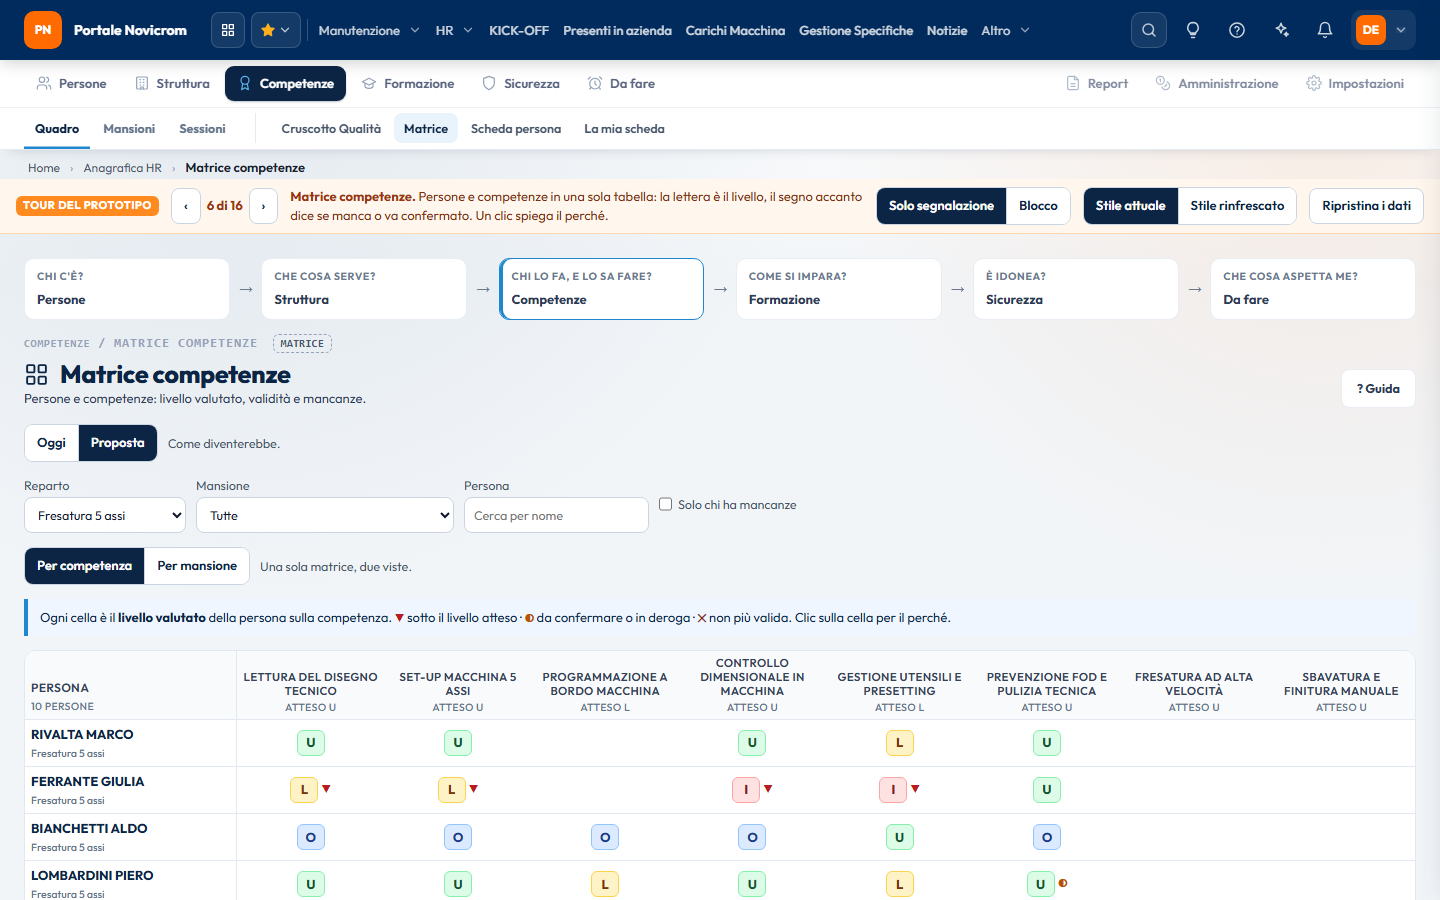 PN Portale Novicrom Manutenzione HR KICK-OFF Presenti in azienda Carichi Macchina Gestione Specifiche Notizie Altro DE
Persone Struttura Competenze Formazione Sicurezza Da fare Report Amministrazione Impostazioni
Quadro Mansioni Sessioni Cruscotto Qualità Matrice Scheda persona La mia scheda
Home › Anagrafica HR › Matrice competenze
TOUR DEL PROTOTIPO ‹ 6 di 16 › Matrice competenze. Persone e competenze in una sola tabella: la lettera è il livello, il segno accanto
dice se manca o va confermato. Un clic spiega il perché.
Solo segnalazione Blocco Stile attuale Stile rinfrescato Ripristina i dati
CHI C'È?
Persone
→
CHE COSA SERVE?
Struttura
→
CHI LO FA, E LO SA FARE?
Competenze
→
COME SI IMPARA?
Formazione
→
È IDONEA?
Sicurezza
→
CHE COSA ASPETTA ME?
Da fare
COMPETENZE / MATRICE COMPETENZE MATRICE
Matrice competenze
Persone e competenze: livello valutato, validità e mancanze.
? Guida
Oggi Proposta Come diventerebbe.
Reparto Mansione Persona
Fresatura 5 assi Tutte Cerca per nome Solo chi ha mancanze
Per competenza Per mansione Una sola matrice, due viste.
Ogni cella è il livello valutato della persona sulla competenza. ▼ sotto il livello atteso · ◐ da confermare o in deroga · ✕ non più valida. Clic sulla cella per il perché.
PERSONA
10 PERSONE
LETTURA DEL DISEGNO
TECNICO
ATTESO U
SET-UP MACCHINA 5
ASSI
ATTESO U
PROGRAMMAZIONE A
BORDO MACCHINA
ATTESO L
CONTROLLO
DIMENSIONALE IN
MACCHINA
ATTESO U
GESTIONE UTENSILI E
PRESETTING
ATTESO L
PREVENZIONE FOD E
PULIZIA TECNICA
ATTESO U
FRESATURA AD ALTA
VELOCITÀ
ATTESO U
SBAVATURA E
FINITURA MANUALE
ATTESO U
RIVALTA MARCO
Fresatura 5 assi
U U U L U
FERRANTE GIULIA
Fresatura 5 assi
L ▼ L ▼ I ▼ I ▼ U
BIANCHETTI ALDO
Fresatura 5 assi
O O O O U O
LOMBARDINI PIERO
Fresatura 5 assi
U U L U L U ◐